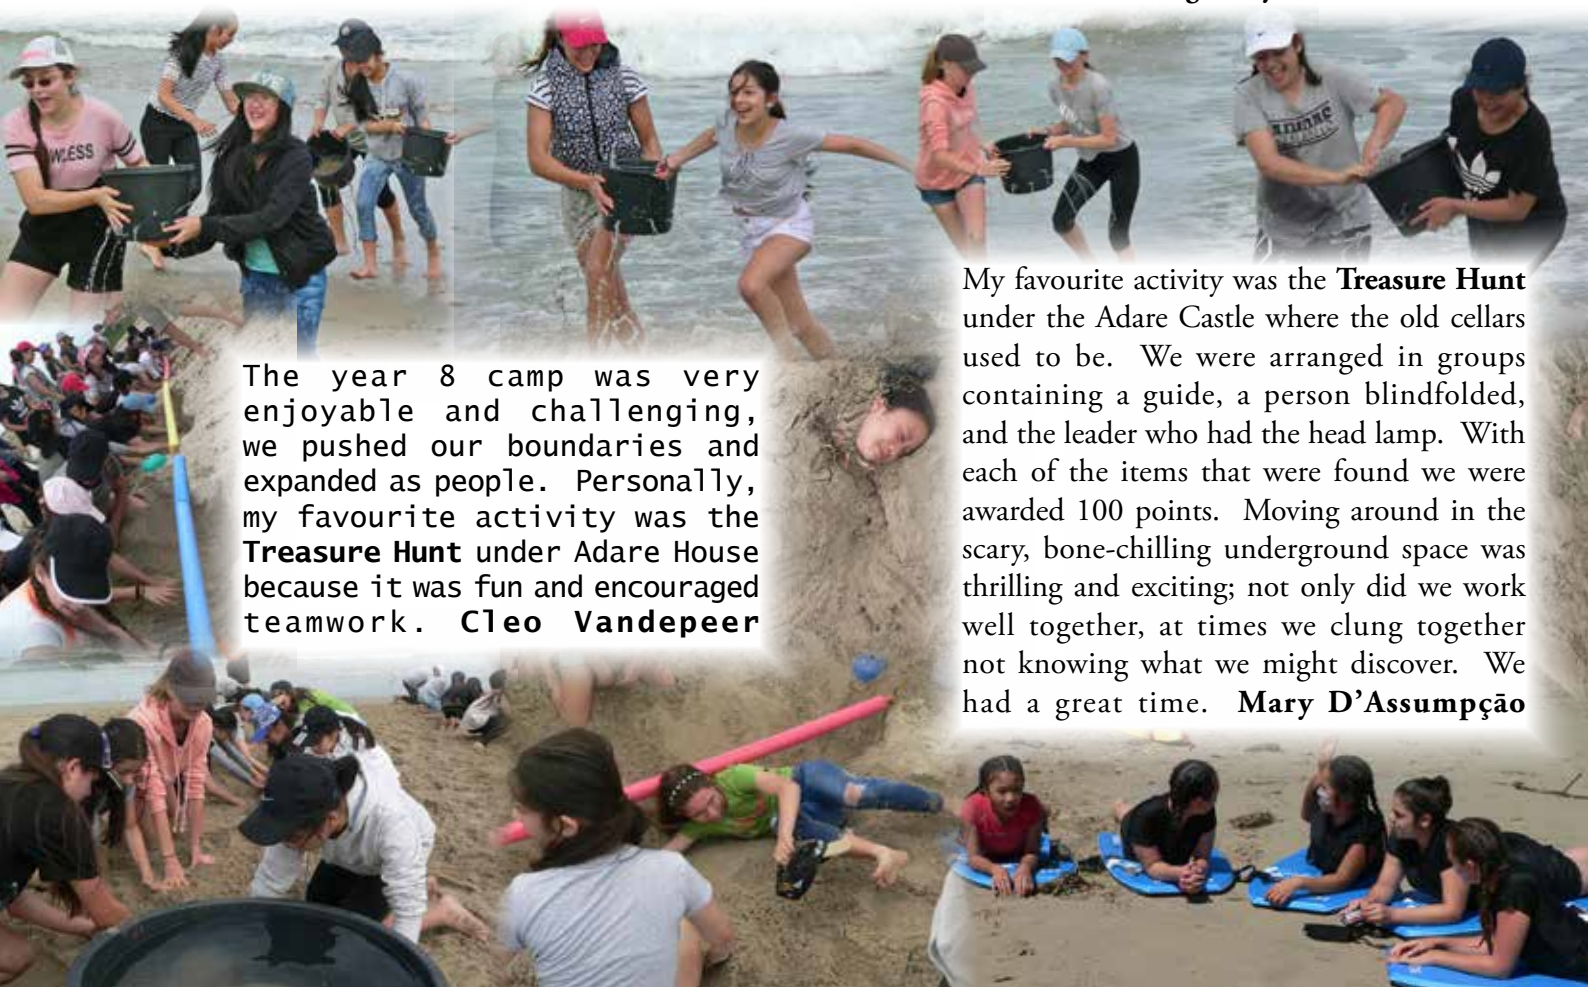 WLESS
The year 8 camp was very
enjoyable and challenging,
we pushed our boundaries and
expanded as people. Personally,
my favourite activity was the
Treasure Hunt under Adare House
because it was fun and encouraged
teamwork. Cleo Vandepeer
My favourite activity was the Treasure Hunt
under the Adare Castle where the old cellars
used to be. We were arranged in groups
containing a guide, a person blindfolded,
and the leader who had the head lamp. With
each of the items that were found we were
awarded 100 points. Moving around in the
scary, bone-chilling underground space was
thrilling and exciting; not only did we work
well together, at times we clung together
not knowing what we might discover. We
had a great time. Mary D’Assumpção